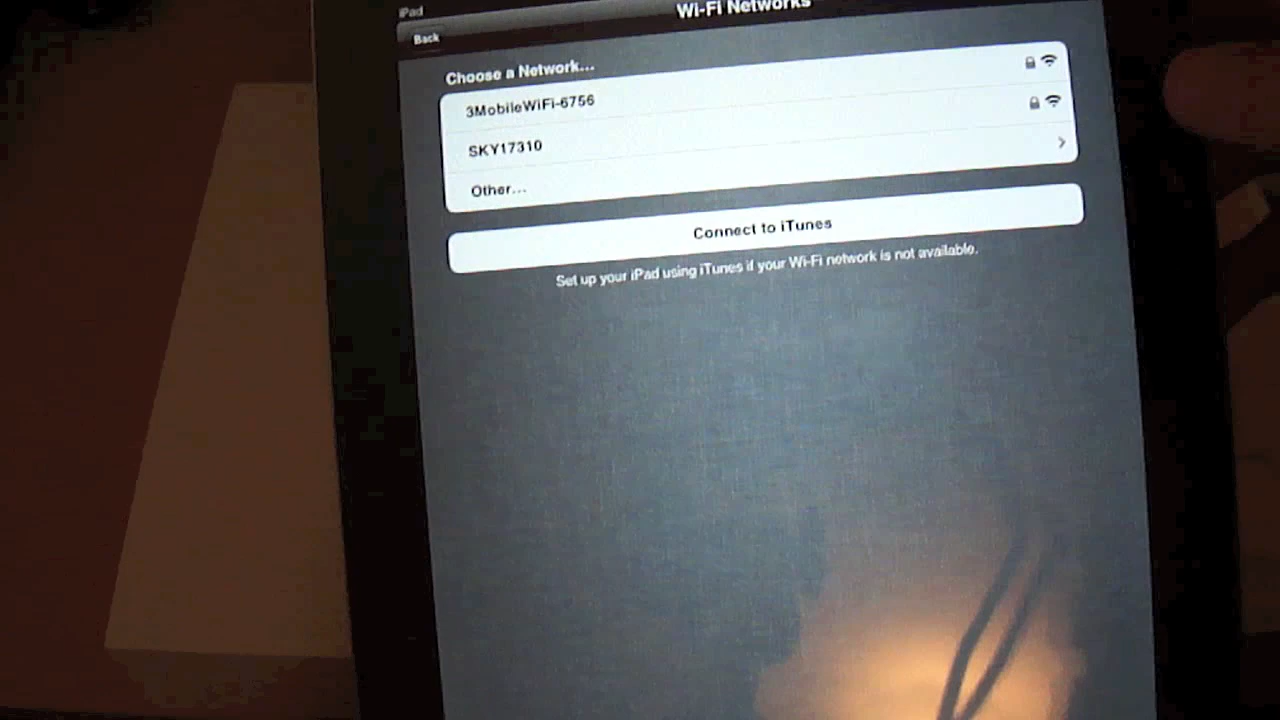 iPad
Wi-Fi Networks
Back
Choose a Network...
3MobileWiFi-6756
SKY17310
Other...
Connect to iTunes
Set up your iPad using iTunes if your Wi-Fi network is not available.